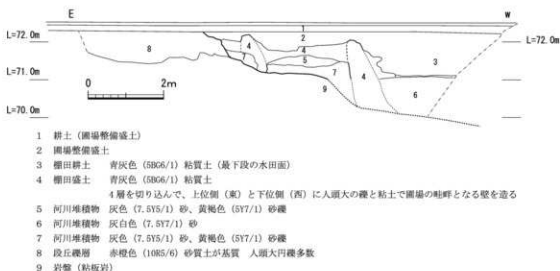 E
W
L=72.0m
L=72.0m
L=71.0m
L=70.0m
0 2m
1
2
3
4
4
4
5
6
7
8
9
1 耕土（圃場整備盛土）
2 圃場整備盛土
3 棚田耕土 青灰色（5BG6/1）粘質土（最下段の水田面）
4 棚田盛土 青灰色（5BG6/1）粘質土
4層を切り込んで、上位側（東）と下位側（西）に人頭大の礫と粘土で圃場の畦畔となる壁を造る
5 河川堆積物 灰色（7.5Y5/1）砂、黄褐色（5Y7/1）砂礫
6 河川堆積物 灰白色（7.5Y7/1）砂
7 河川堆積物 灰色（7.5Y5/1）砂、黄褐色（5Y7/1）砂礫
8 段丘礫層 赤橙色（10R5/6）砂質土が基質 人頭大円礫多数
9 岩盤（粘板岩）